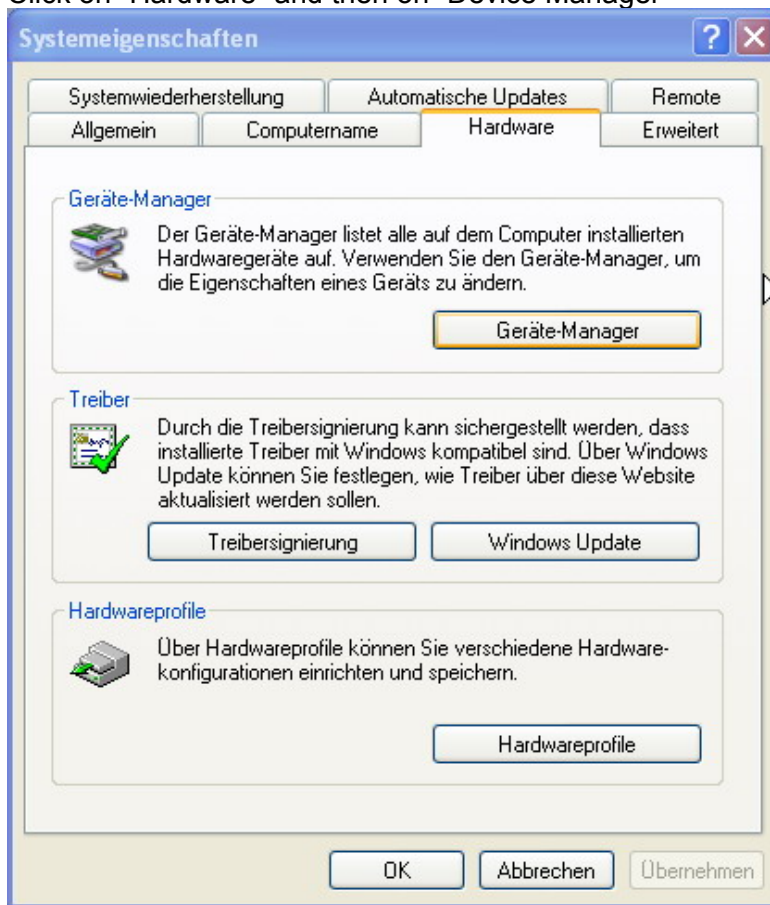 Click on "Hardware" and then on "Device Manager"
Systemeigenschaften
Systemwiederherstellung Automatische Updates Remote
Allgemein Computername Hardware Erweitert
Geräte-Manager
Der Geräte-Manager listet alle auf dem Computer installierten
Hardwaregeräte auf. Verwenden Sie den Geräte-Manager, um
die Eigenschaften eines Geräts zu ändern.
Geräte-Manager
Treiber
Durch die Treibersignierung kann sichergestellt werden, dass
installierte Treiber mit Windows kompatibel sind. Über Windows
Update können Sie festlegen, wie Treiber über diese Website
aktualisiert werden sollen.
Treibersignierung Windows Update
Hardwareprofile
Über Hardwareprofile können Sie verschiedene Hardware-
konfigurationen einrichten und speichern.
Hardwareprofile
OK Abbrechen Übernehmen